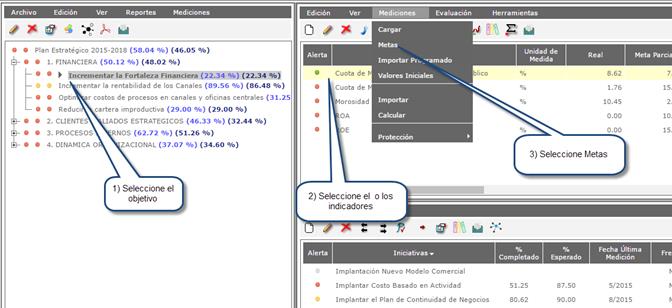 Archivo Edición Ver Reportes Mediciones
Plan Estratégico 2015-2018 (58.04 %) (46.05 %)
1. FINANCIERA (50.12 %) (48.02 %)
Incrementar la Fortaleza Financiera (22.34 %) (22.34 %)
Incrementar la rentabilidad de los Canales (89.56 %) (86.48 %)
Optimizar costos de procesos en canales y oficinas centrales (31.25
Reducir cartera improductiva (29.00 %) (29.00 %)
2. CLIENTES ALIADOS ESTRATEGICOS (46.33 %) (32.44 %)
3. PROCESOS INTERNOS (62.72 %) (51.26 %)
4. DINAMICA ORGANIZACIONAL (37.07 %) (34.60 %)
1) Seleccione el
objetivo
Edición Ver Mediciones Evaluación Herramientas
Cargar
Metas
Importar Programado
Valores Iniciales
Importar
Calcular
Protección
Alerta Unidad de Medida Real Meta Parcial
Cuota de M blico % 8.62 7.
Cuota de M % 1.76 15.
Morosidad % 10.45 2.
ROA % 0.00
ROE % 0.00 15.
2) Seleccione el o los
indicadores
3) Seleccione Metas
Alerta Iniciativas % Completado % Esperado Fecha Última Medición Fre
Implantación Nuevo Modelo Comercial
Implantar Costo Basado en Actividad 51.25 87.50 5/2015 M
Implantar el Plan de Continuidad de Negocios 80.62 90.00 8/2015 M